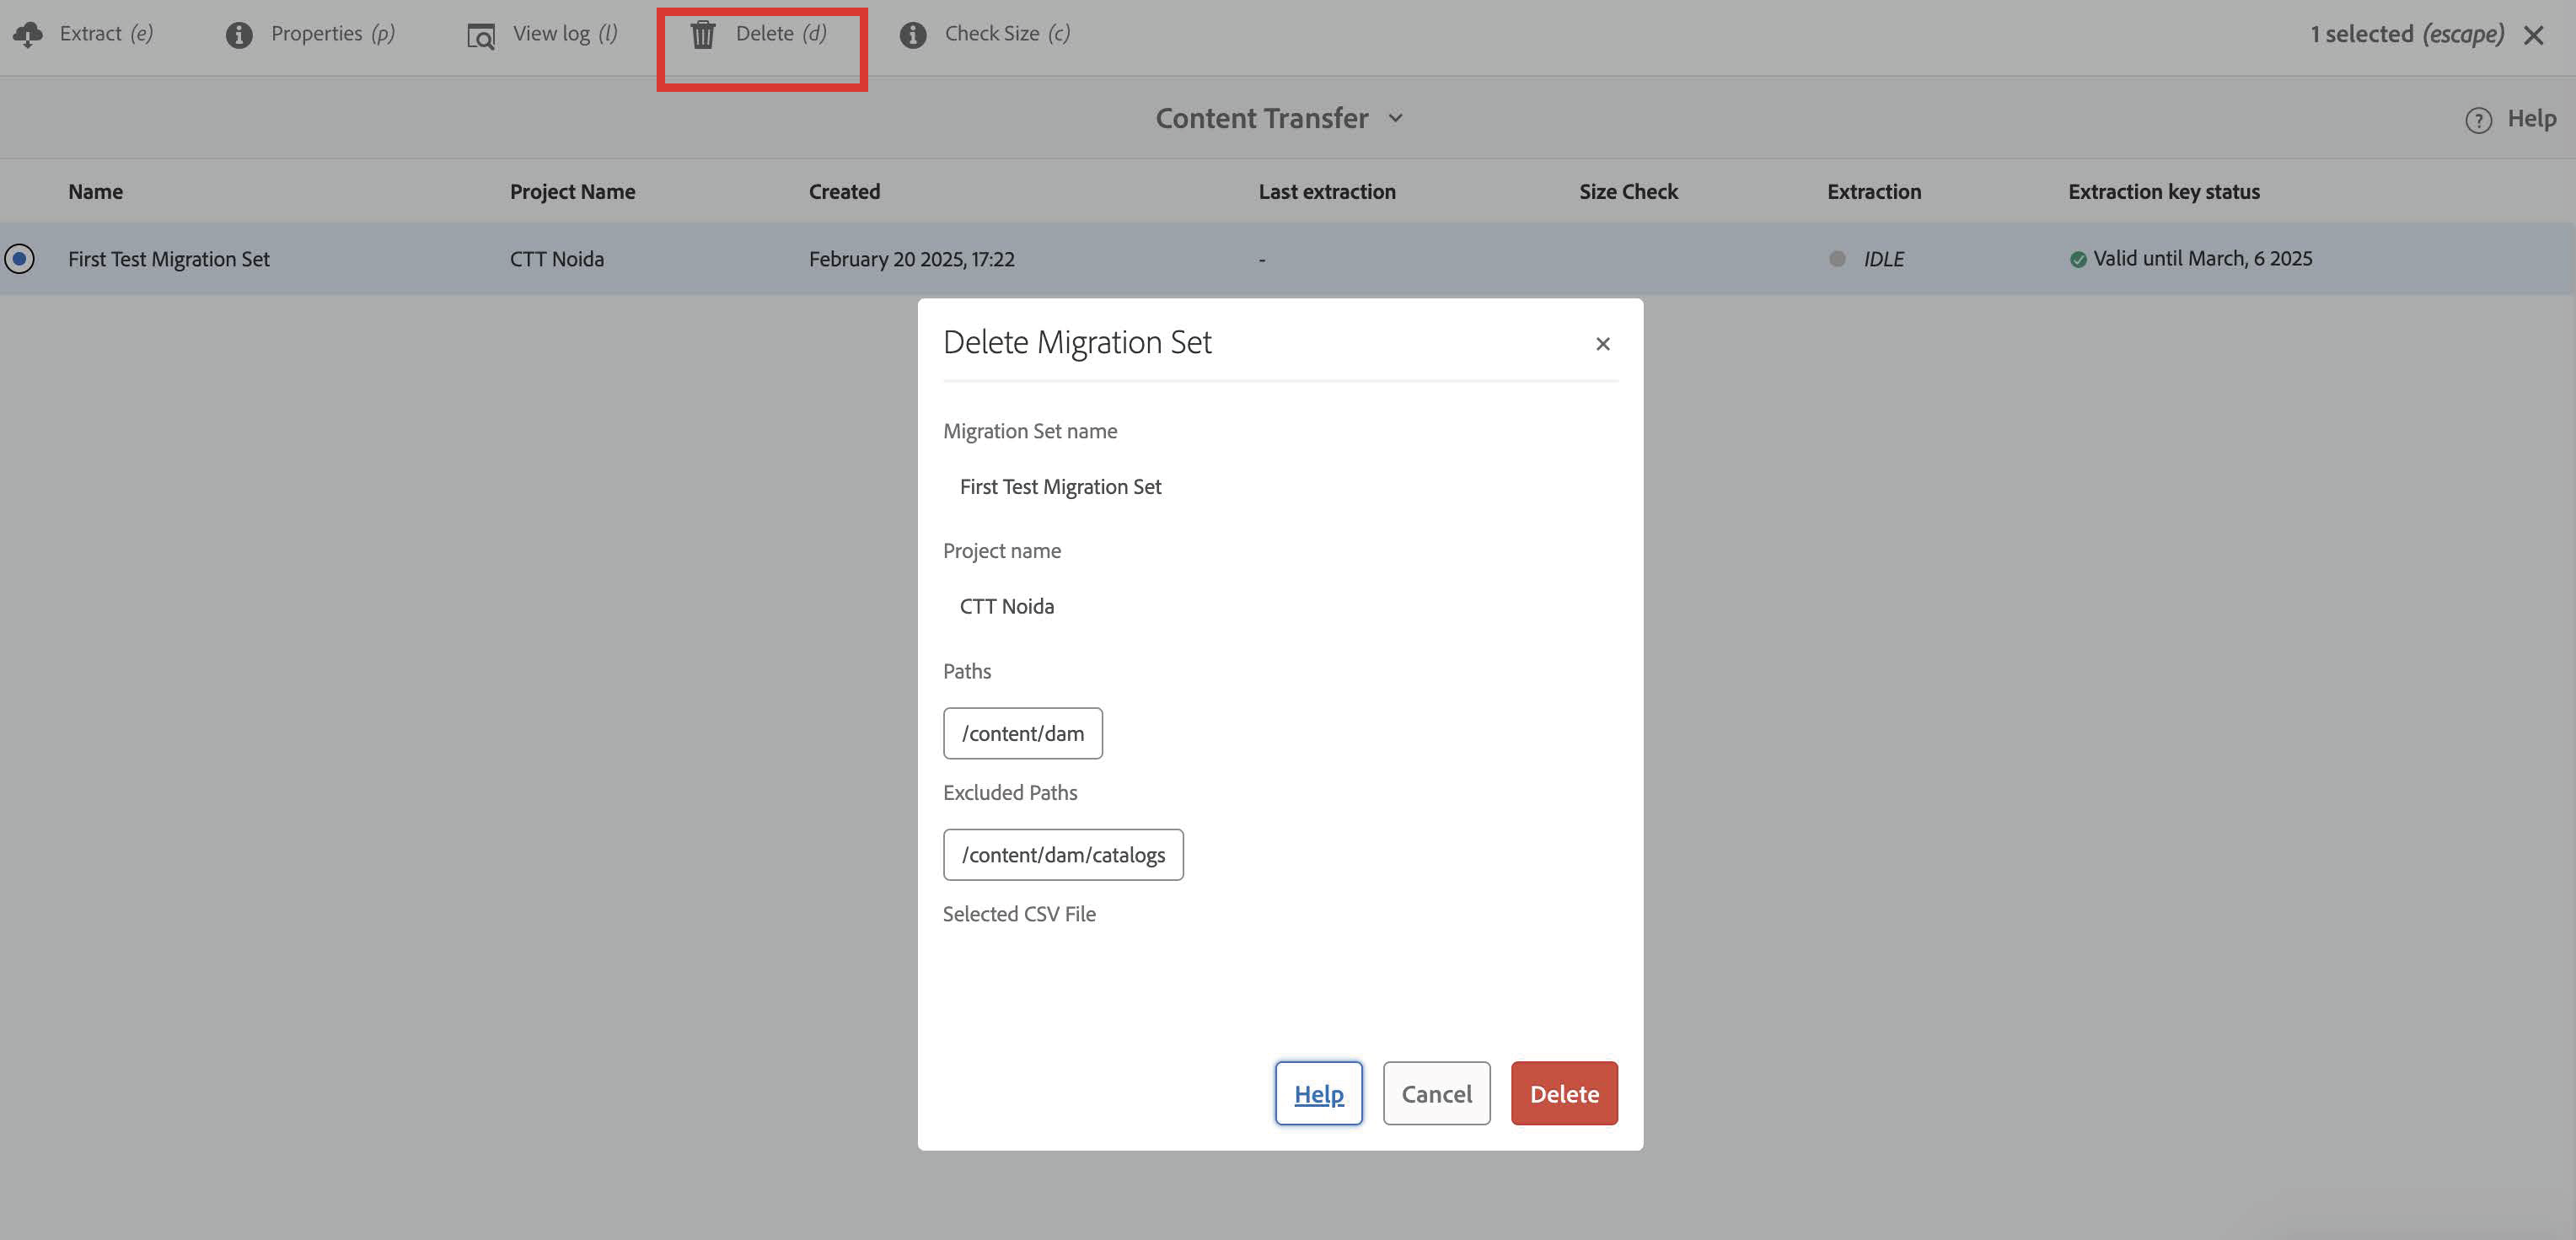 Extract (e) Properties (p) View log (l) Delete (d) Check Size (c) 1 selected (escape)
Content Transfer Help
Name Project Name Created Last extraction Size Check Extraction Extraction key status
First Test Migration Set CTT Noida February 20 2025, 17:22 - IDLE Valid until March, 6 2025
Delete Migration Set
Migration Set name
First Test Migration Set
Project name
CTT Noida
Paths
/content/dam
Excluded Paths
/content/dam/catalogs
Selected CSV File
Help Cancel Delete